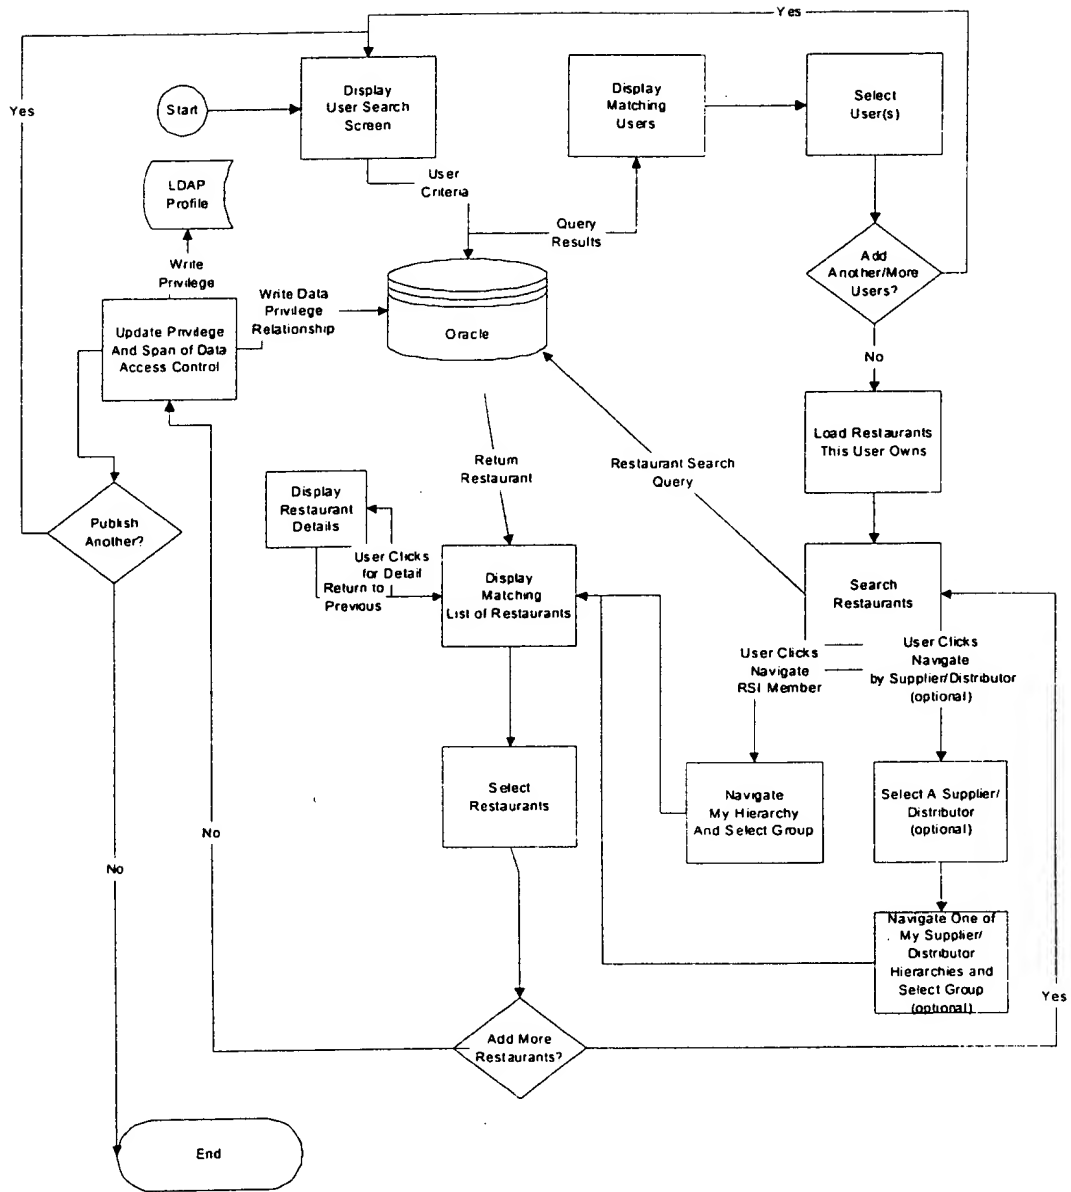 Yes
Yes
Start
Display
User Search
Screen
Display
Matching
Users
Select
User(s)
LDAP
Profile
User
Criteria
Query
Results
Add
Another/More
Users?
Write
Privilege
Write Data
Privilege
Relationship
Update Privilege
And Span of Data
Access Control
Oracle
No
Load Restaurants
This User Owns
Return
Restaurant
Restaurant Search
Query
Display
Restaurant
Details
Publish
Another?
User Clicks
for Detail
Return to
Previous
Display
Matching
List of Restaurants
Search
Restaurants
User Clicks
Navigate
RSI Member
User Clicks
Navigate
by Supplier/Distributor
(optional)
Select
Restaurants
Navigate
My Hierarchy
And Select Group
Select A Supplier/
Distributor
(optional)
No
No
Navigate One of
My Supplier/
Distributor
Hierarchies and
Select Group
(optional)
Yes
Add More
Restaurants?
End